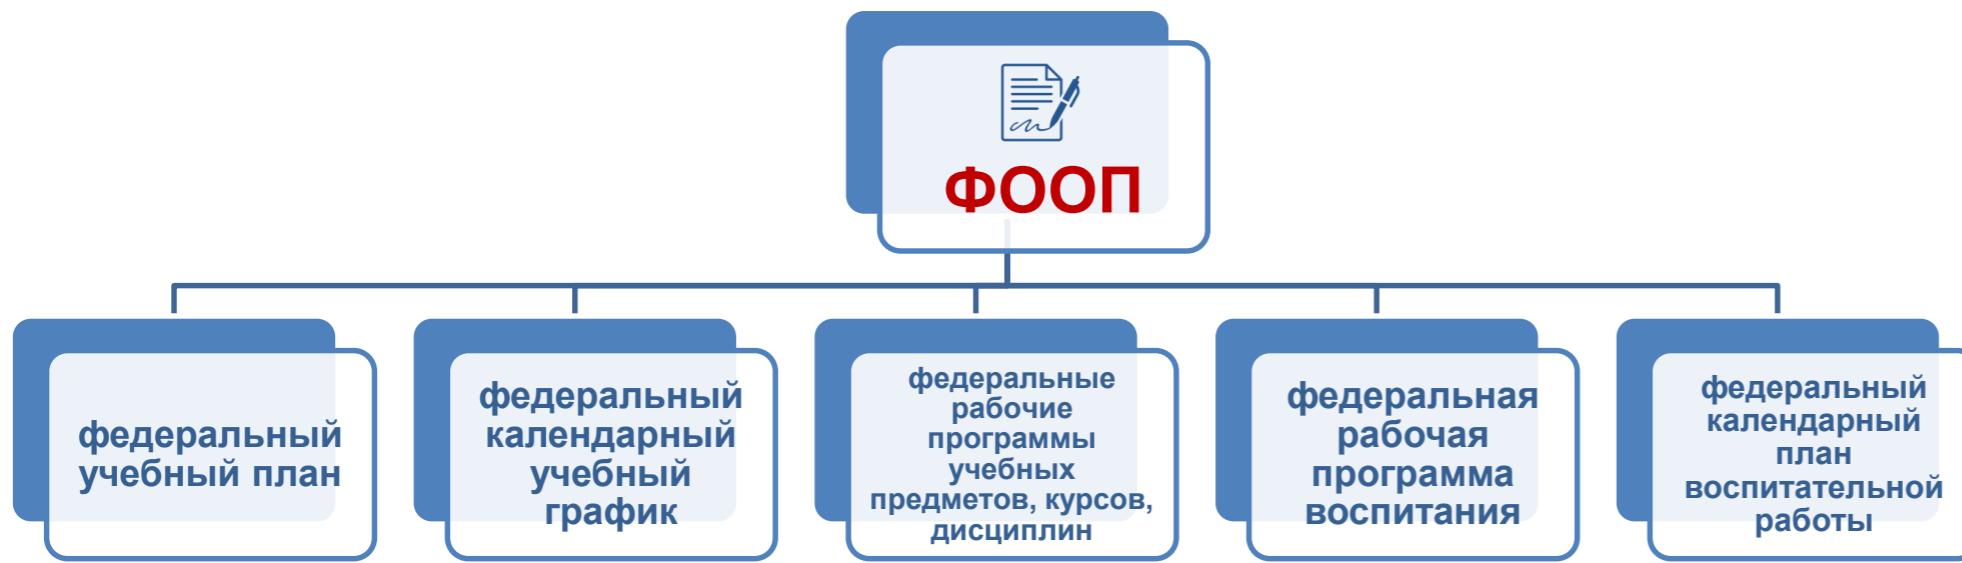 ФООП
федеральный
учебный план
федеральный
календарный
учебный
график
федеральные
рабочие
программы
учебных
предметов, курсов,
дисциплин
федеральная
рабочая
программа
воспитания
федеральный
календарный
план
воспитательной
работы